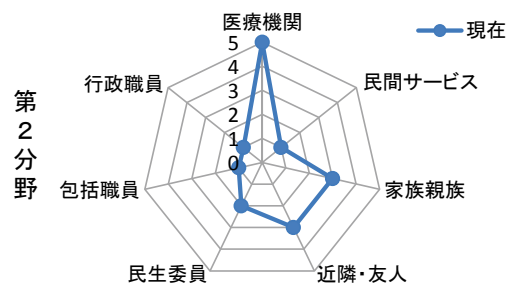 医療機関
現在
5
4
3
2
1
0
民間サービス
家族親族
近隣・友人
民生委員
包括職員
行政職員
第2分野